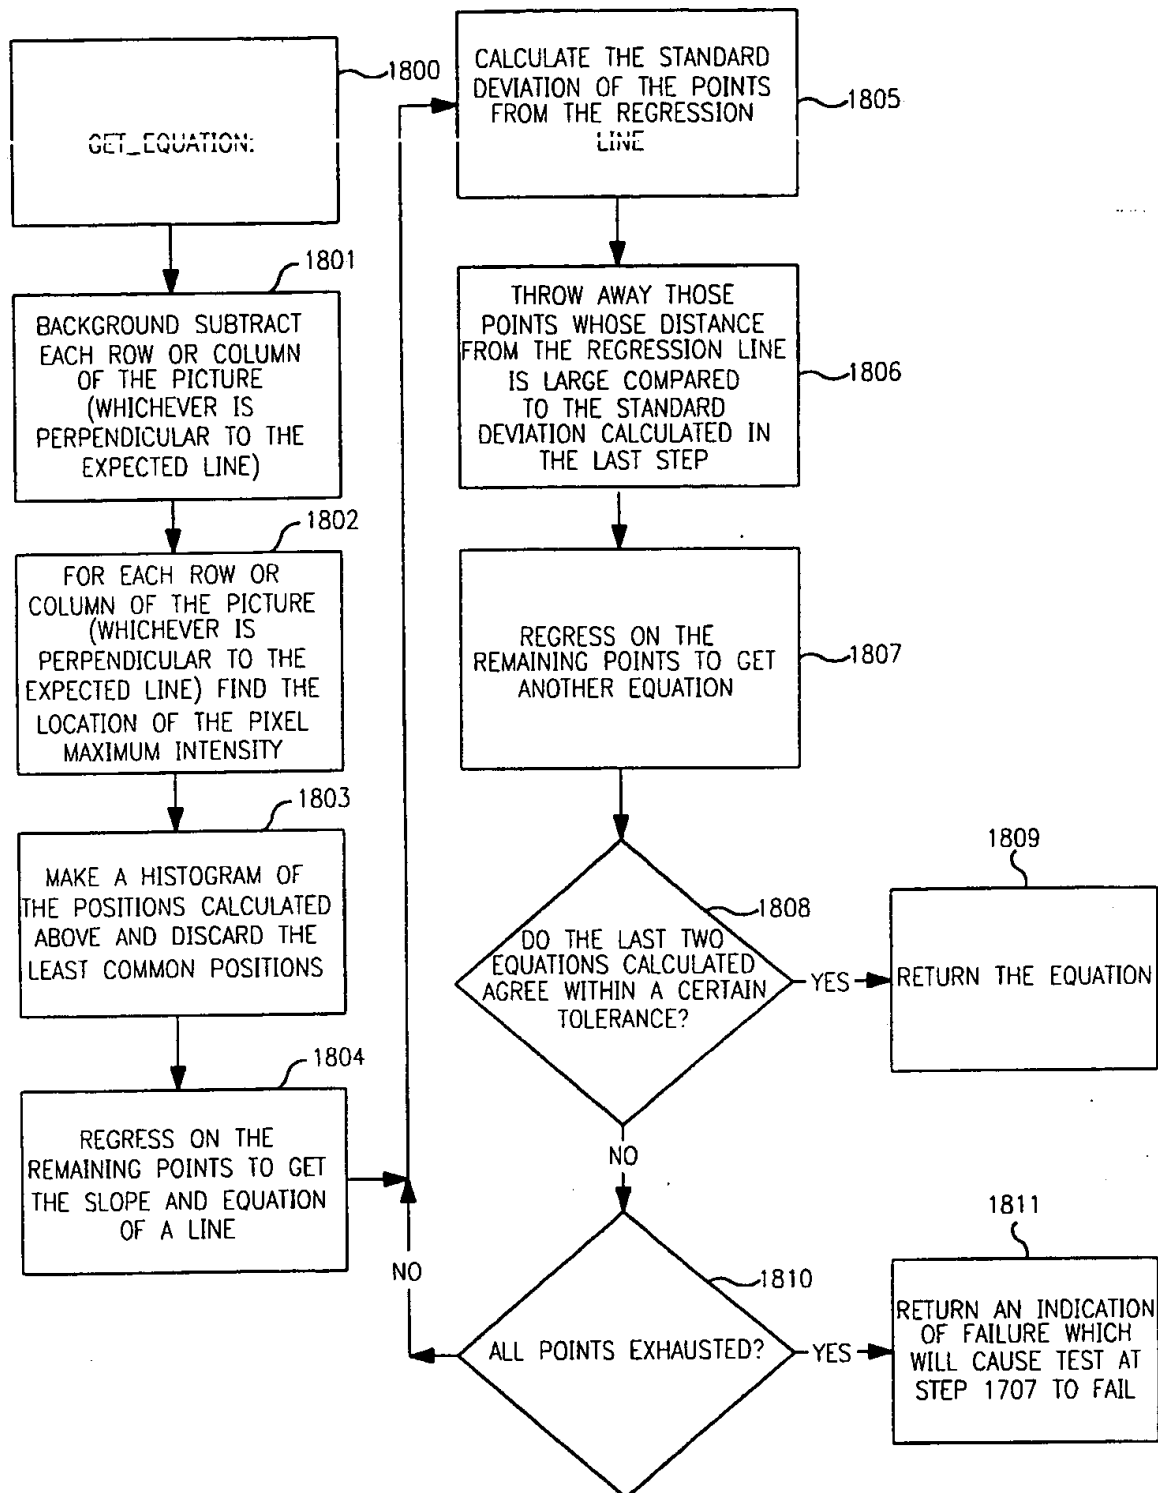 1800
GET_EQUATION:
1801
BACKGROUND SUBTRACT
EACH ROW OR COLUMN
OF THE PICTURE
(WHICHEVER IS
PERPENDICULAR TO THE
EXPECTED LINE)
1802
FOR EACH ROW OR
COLUMN OF THE PICTURE
(WHICHEVER IS
PERPENDICULAR TO THE
EXPECTED LINE) FIND THE
LOCATION OF THE PIXEL
MAXIMUM INTENSITY
1803
MAKE A HISTOGRAM OF
THE POSITIONS CALCULATED
ABOVE AND DISCARD THE
LEAST COMMON POSITIONS
1804
REGRESS ON THE
REMAINING POINTS TO GET
THE SLOPE AND EQUATION
OF A LINE
CALCULATE THE STANDARD
DEVIATION OF THE POINTS
FROM THE REGRESSION
LINE
1805
THROW AWAY THOSE
POINTS WHOSE DISTANCE
FROM THE REGRESSION LINE
IS LARGE COMPARED
TO THE STANDARD
DEVIATION CALCULATED IN
THE LAST STEP
1806
REGRESS ON THE
REMAINING POINTS TO GET
ANOTHER EQUATION
1807
1808
DO THE LAST TWO
EQUATIONS CALCULATED
AGREE WITHIN A CERTAIN
TOLERANCE?
YES
1809
RETURN THE EQUATION
NO
1810
ALL POINTS EXHAUSTED?
NO
YES
1811
RETURN AN INDICATION
OF FAILURE WHICH
WILL CAUSE TEST AT
STEP 1707 TO FAIL